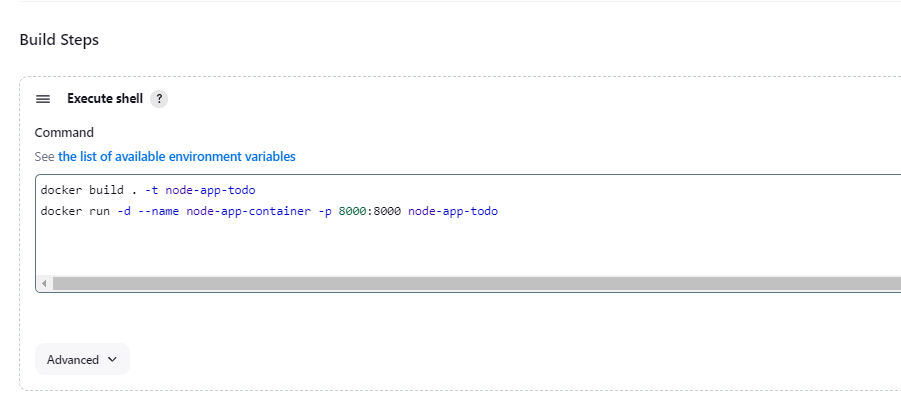 Build Steps
Execute shell ?
Command
See the list of available environment variables
docker build . -t node-app-todo
docker run -d --name node-app-container -p 8000:8000 node-app-todo
Advanced